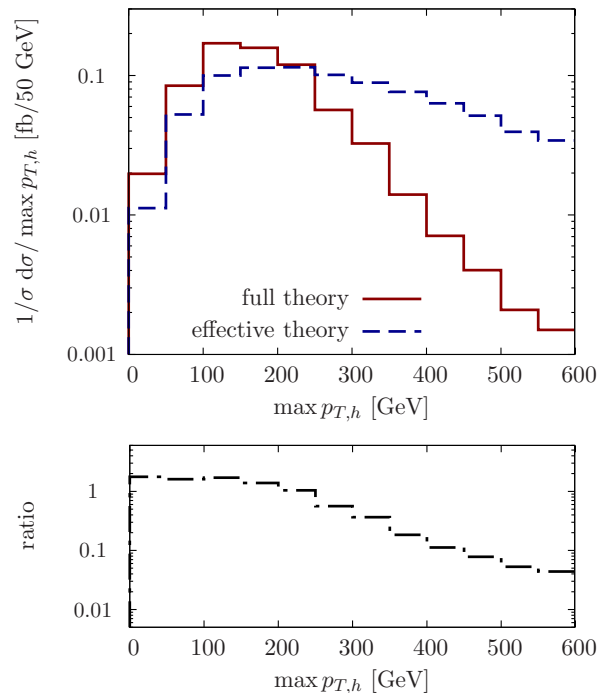 1/σ dσ/ max p_{T,h} [fb/50 GeV]
0.1
0.01
0.001
full theory
effective theory
0 100 200 300 400 500 600
max p_{T,h} [GeV]
ratio
1
0.1
0.01
0 100 200 300 400 500 600
max p_{T,h} [GeV]